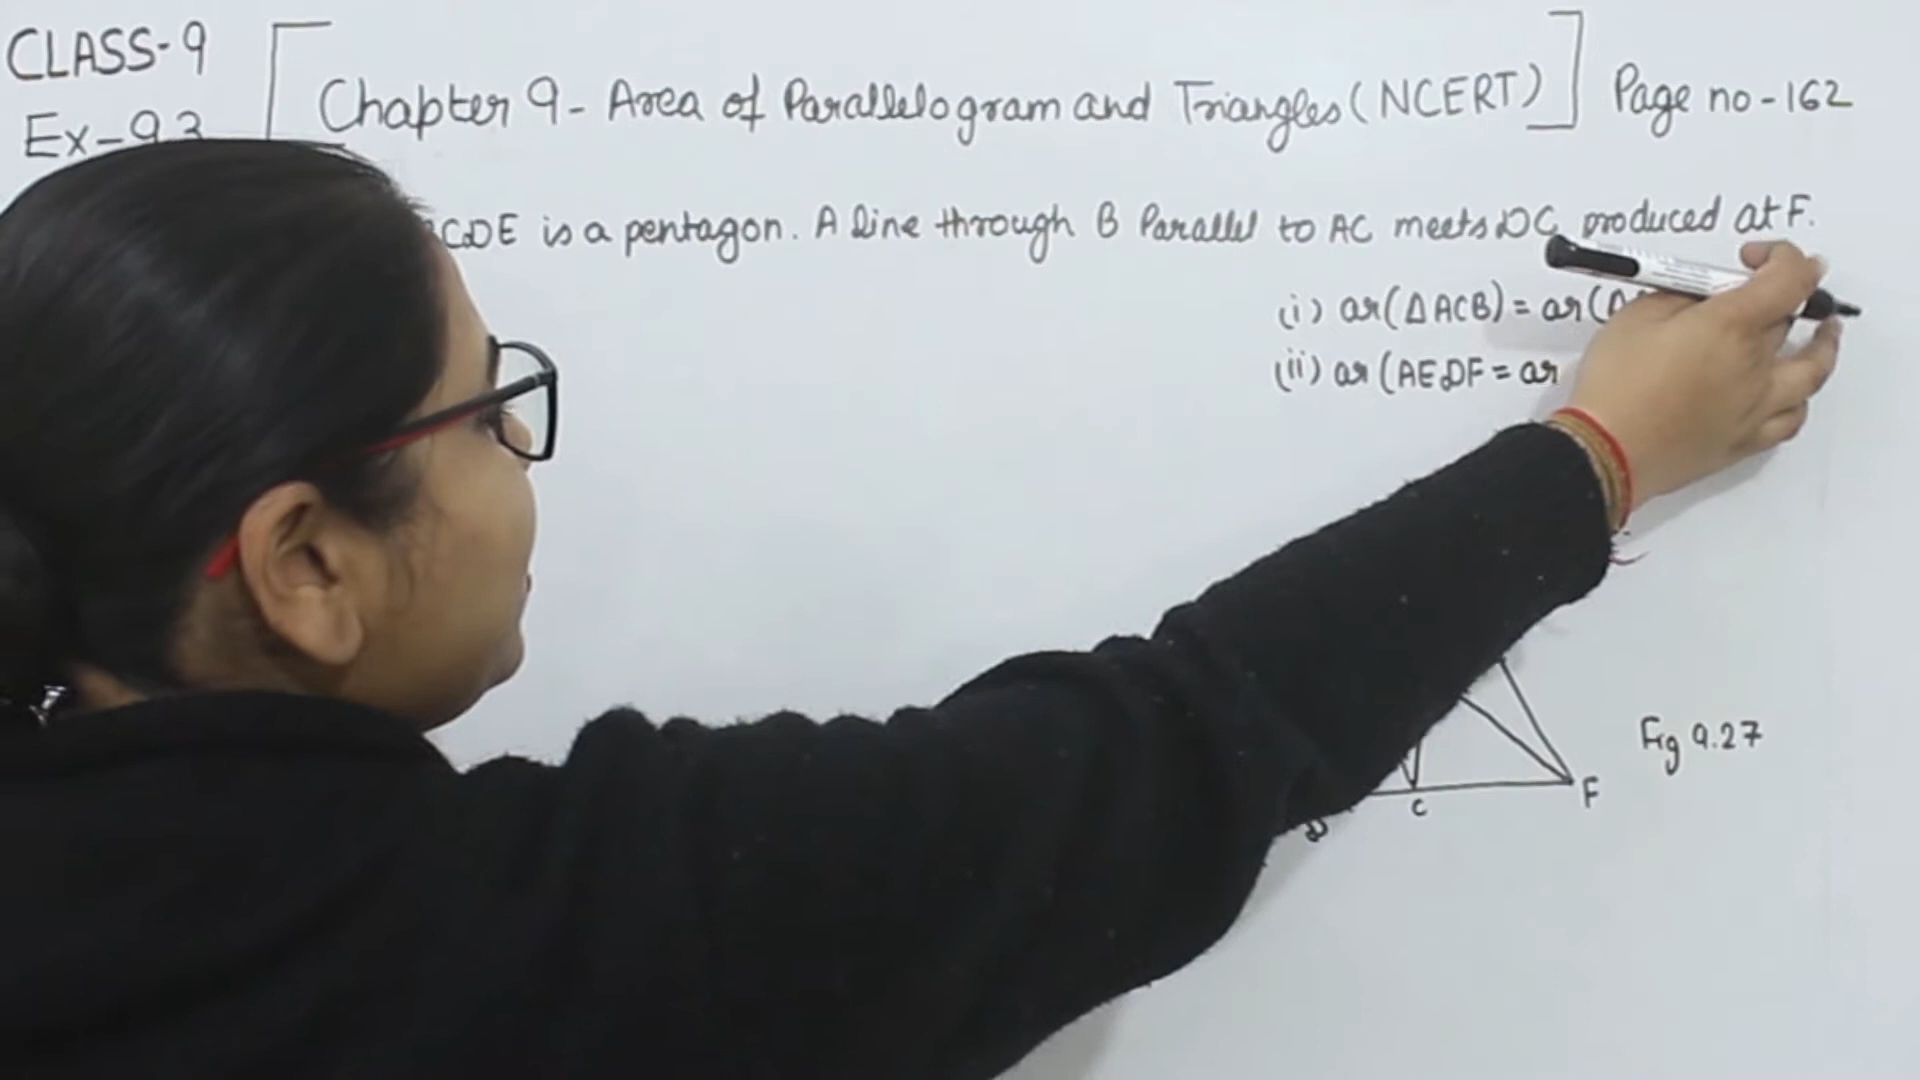 CLASS-9
Ex-9.3
Chapter 9- Area of Parallelogram and Triangles (NCERT)
Page no-162
CDE is a pentagon. A line through B Parallel to AC meets DC produced at F.
(i) ar(ΔACB) = ar(Δ
(ii) ar (AEDF = ar
Fig 9.27
D
C
F